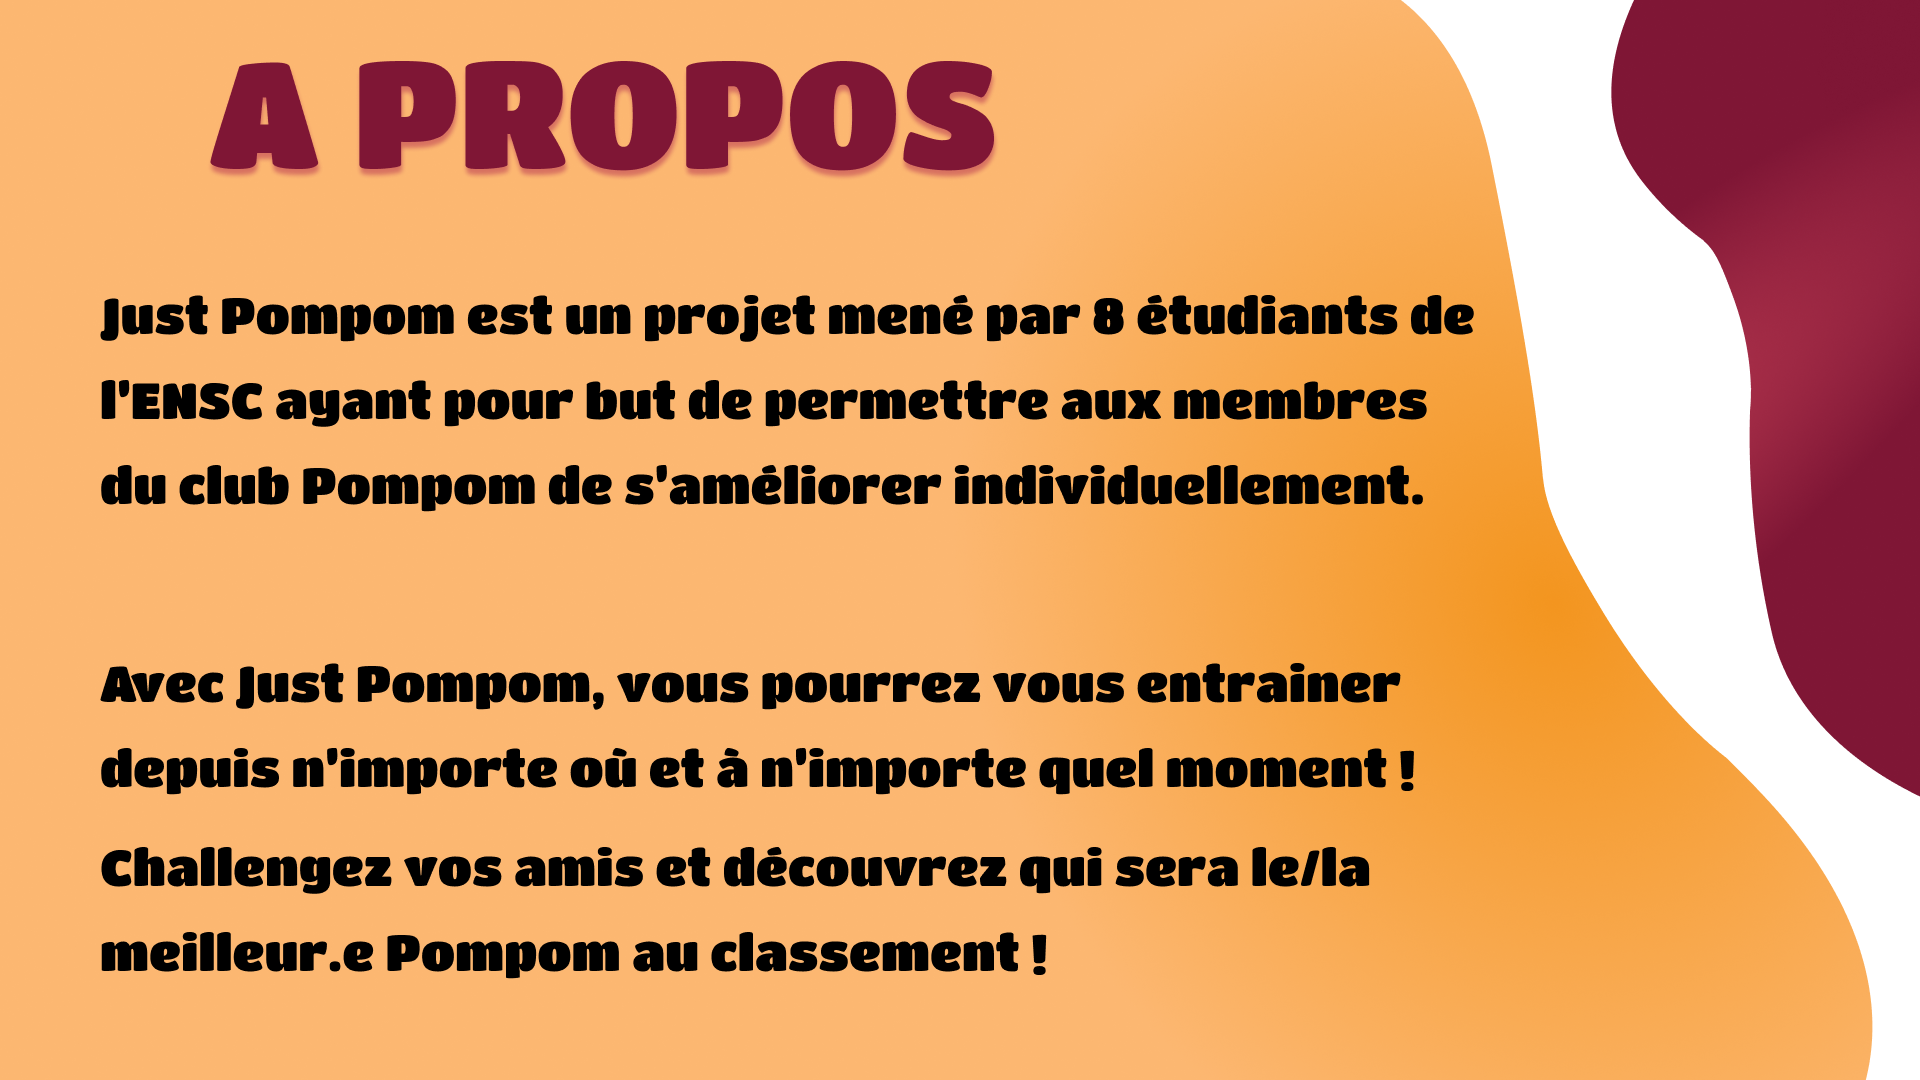 A PROPOS
Just Pompom est un projet mené par 8 étudiants de
l'ENSC ayant pour but de permettre aux membres
du club Pompom de s'améliorer individuellement.
Avec Just Pompom, vous pourrez vous entrainer
depuis n'importe où et à n'importe quel moment !
Challengez vos amis et découvrez qui sera le/la
meilleur.e Pompom au classement !